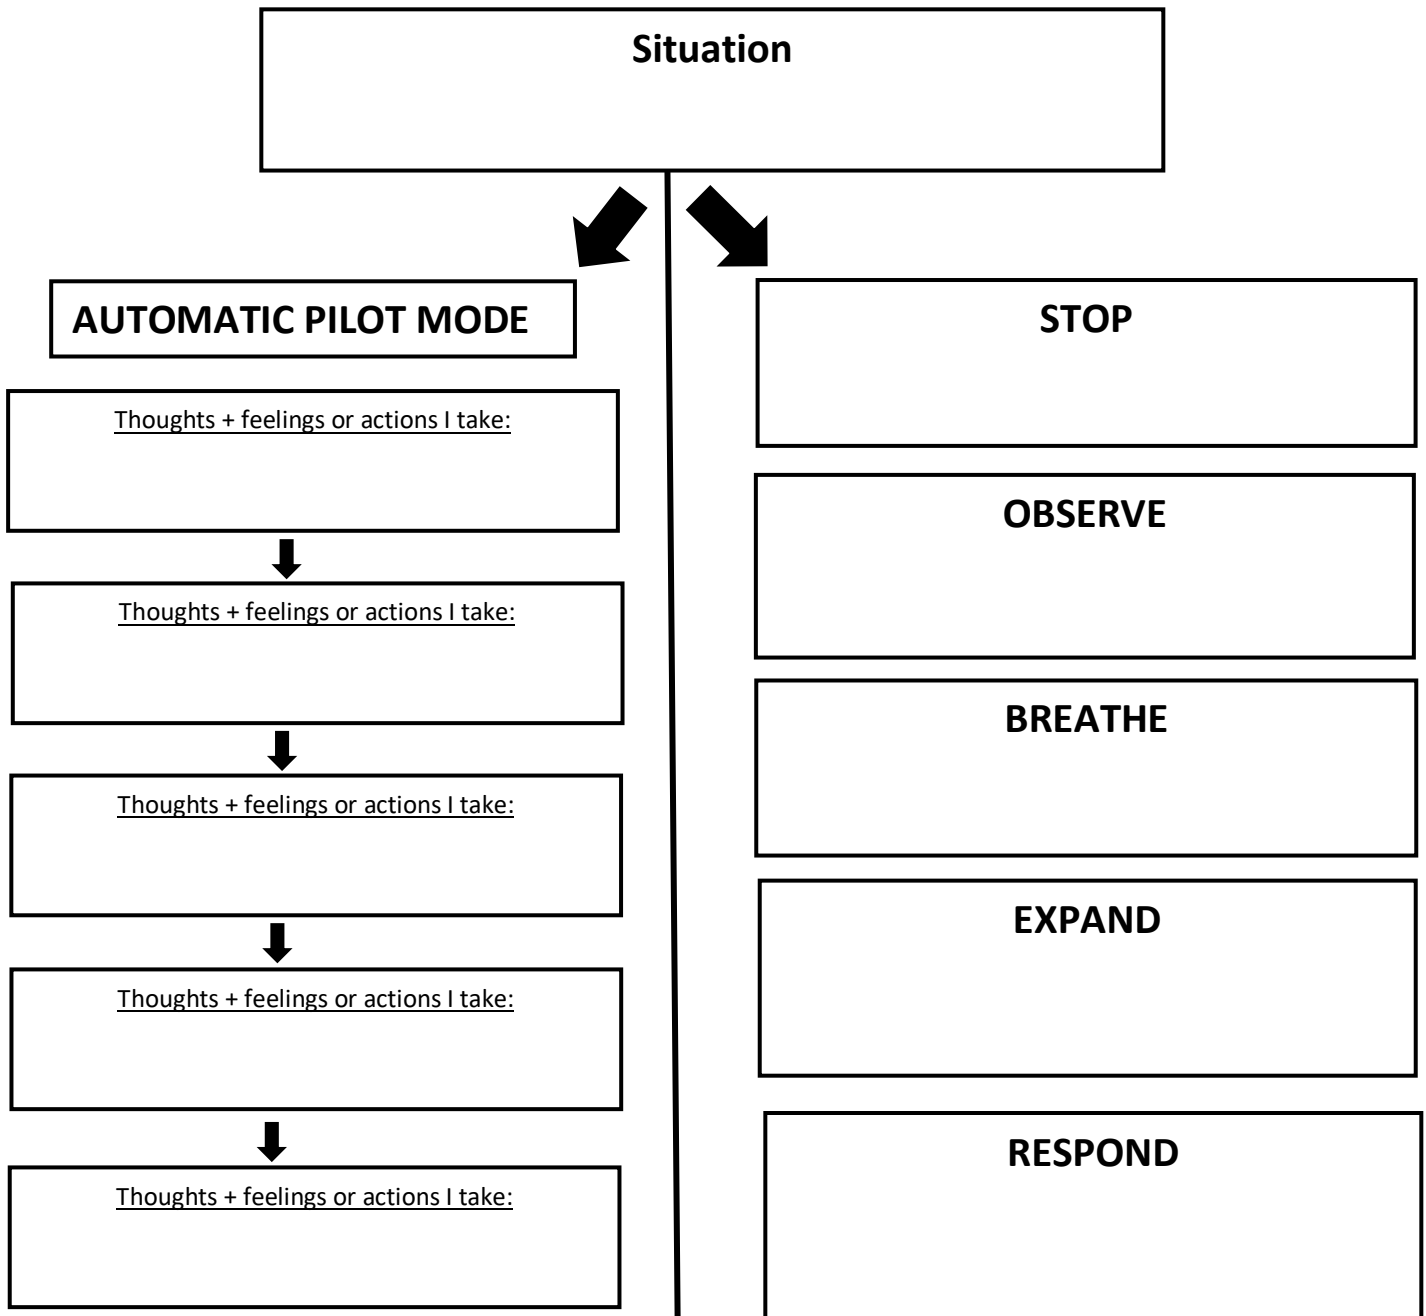 Situation
AUTOMATIC PILOT MODE
Thoughts + feelings or actions I take:
Thoughts + feelings or actions I take:
Thoughts + feelings or actions I take:
Thoughts + feelings or actions I take:
Thoughts + feelings or actions I take:
STOP
OBSERVE
BREATHE
EXPAND
RESPOND